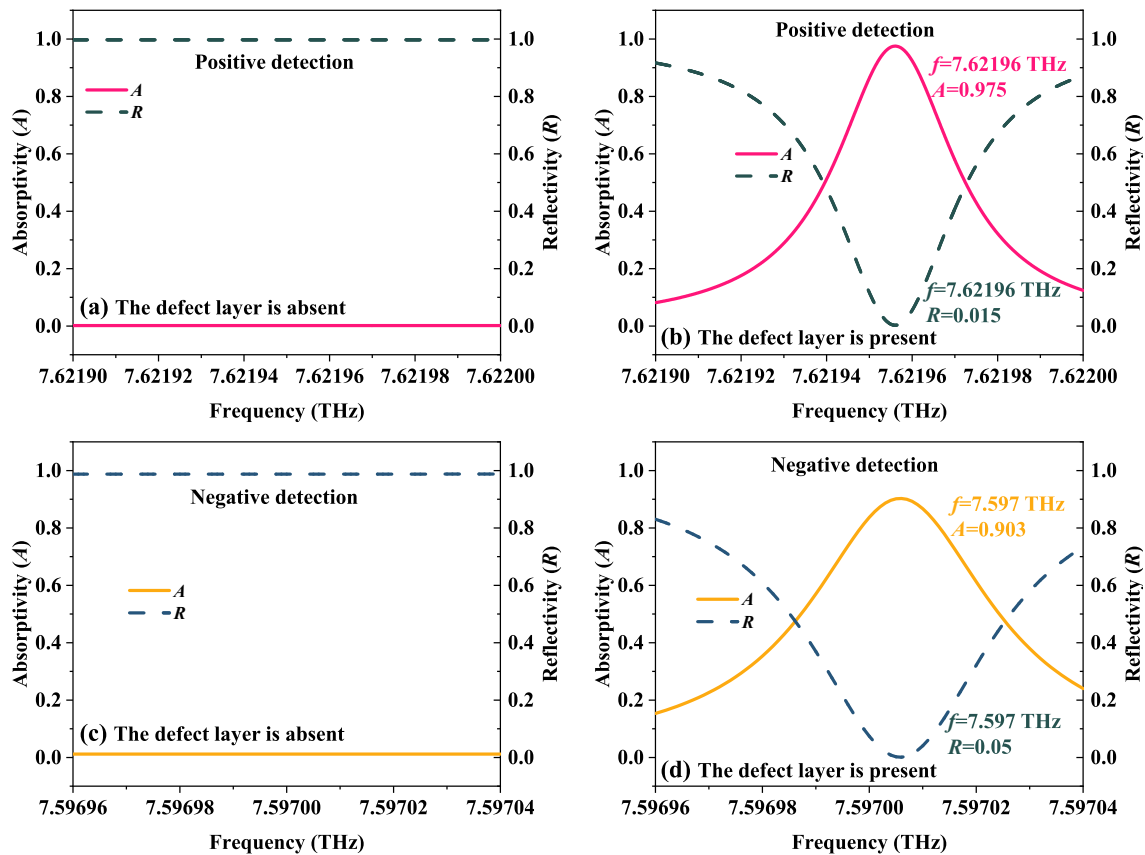 Positive detection
A
R
(a) The defect layer is absent
Absorptivity (A)
Reflectivity (R)
1.0
0.8
0.6
0.4
0.2
0.0
1.0
0.8
0.6
0.4
0.2
0.0
7.62190 7.62192 7.62194 7.62196 7.62198 7.62200
Frequency (THz)
Positive detection
f=7.62196 THz
A=0.975
A
R
f=7.62196 THz
R=0.015
(b) The defect layer is present
Absorptivity (A)
Reflectivity (R)
1.0
0.8
0.6
0.4
0.2
0.0
1.0
0.8
0.6
0.4
0.2
0.0
7.62190 7.62192 7.62194 7.62196 7.62198 7.62200
Frequency (THz)
Negative detection
A
R
(c) The defect layer is absent
Absorptivity (A)
Reflectivity (R)
1.0
0.8
0.6
0.4
0.2
0.0
1.0
0.8
0.6
0.4
0.2
0.0
7.59696 7.59698 7.59700 7.59702 7.59704
Frequency (THz)
Negative detection
f=7.597 THz
A=0.903
A
R
f=7.597 THz
R=0.05
(d) The defect layer is present
Absorptivity (A)
Reflectivity (R)
1.0
0.8
0.6
0.4
0.2
0.0
1.0
0.8
0.6
0.4
0.2
0.0
7.59696 7.59698 7.59700 7.59702 7.59704
Frequency (THz)